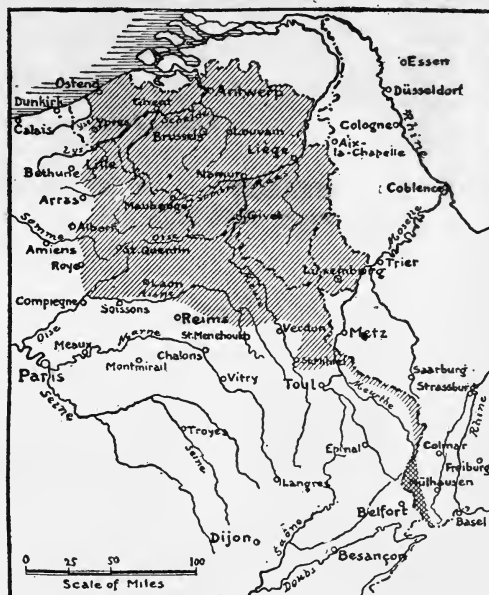 Essen
Ostend
Antwerp
Düsseldorf
Dunkirk
Ghent
Calais
Yser
Ypres
Schelde
Cologne
Rhine
Brussels
Louvain
Lys
Lille
Liège
Aix-
la-Chapelle
Bethune
Namur
Meuse
Coblence
Arras
Maubeuge
Sambre
Givet
Moselle
Somme
Albert
Oise
Amiens
St.Quentin
Trier
Roye
Luxemburg
Laon
Aisne
Compiegne
Soissons
Reims
Verdun
Metz
Oise
Marne
St.Menehould
Meaux
Chalons
St.Mihiel
Saarburg
Paris
Montmirail
Vitry
Toul
Meurthe
Strassburg
Seine
Rhine
Troyes
Epinal
Colmar
Seine
Freiburg
Langres
Mülhausen
Belfort
Basel
Dijon
Saône
Besançon
Doubs
0 25 50 100
Scale of Miles